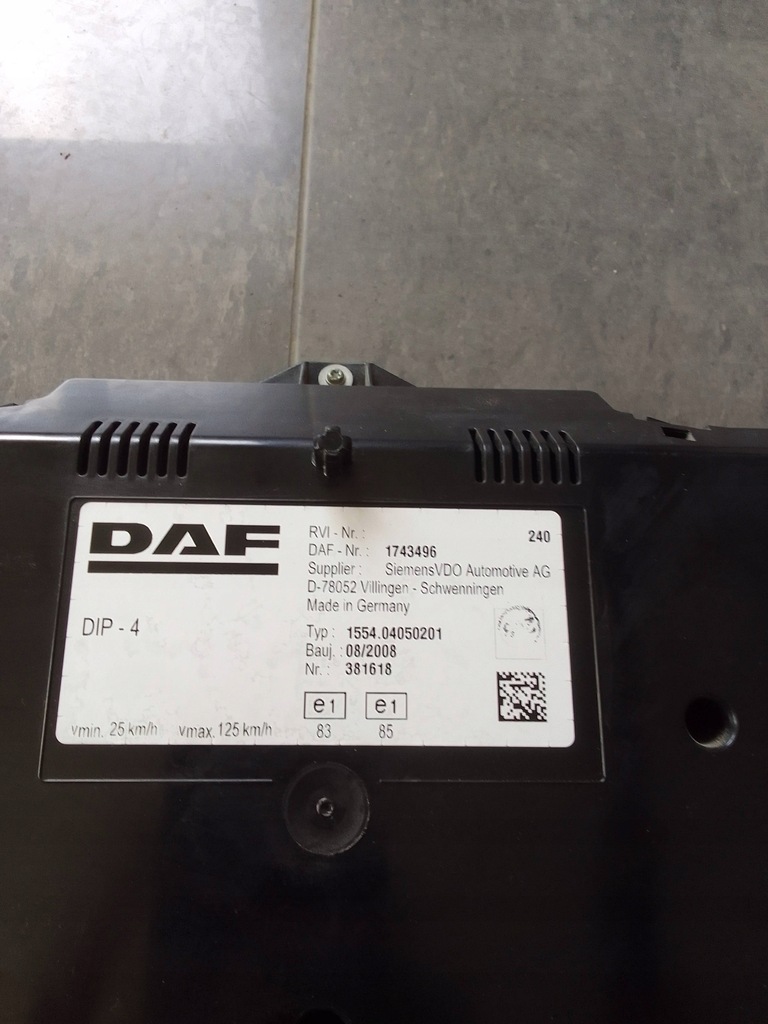 DAF
DIP - 4
RVI - Nr. :
240
DAF - Nr. : 1743496
Supplier : SiemensVDO Automotive AG
D-78052 Villingen - Schwenningen
Made in Germany
Typ : 1554.04050201
Bauj. : 08/2008
Nr. : 381618
e1 e1
83 85
vmin. 25 km/h vmax. 125 km/h